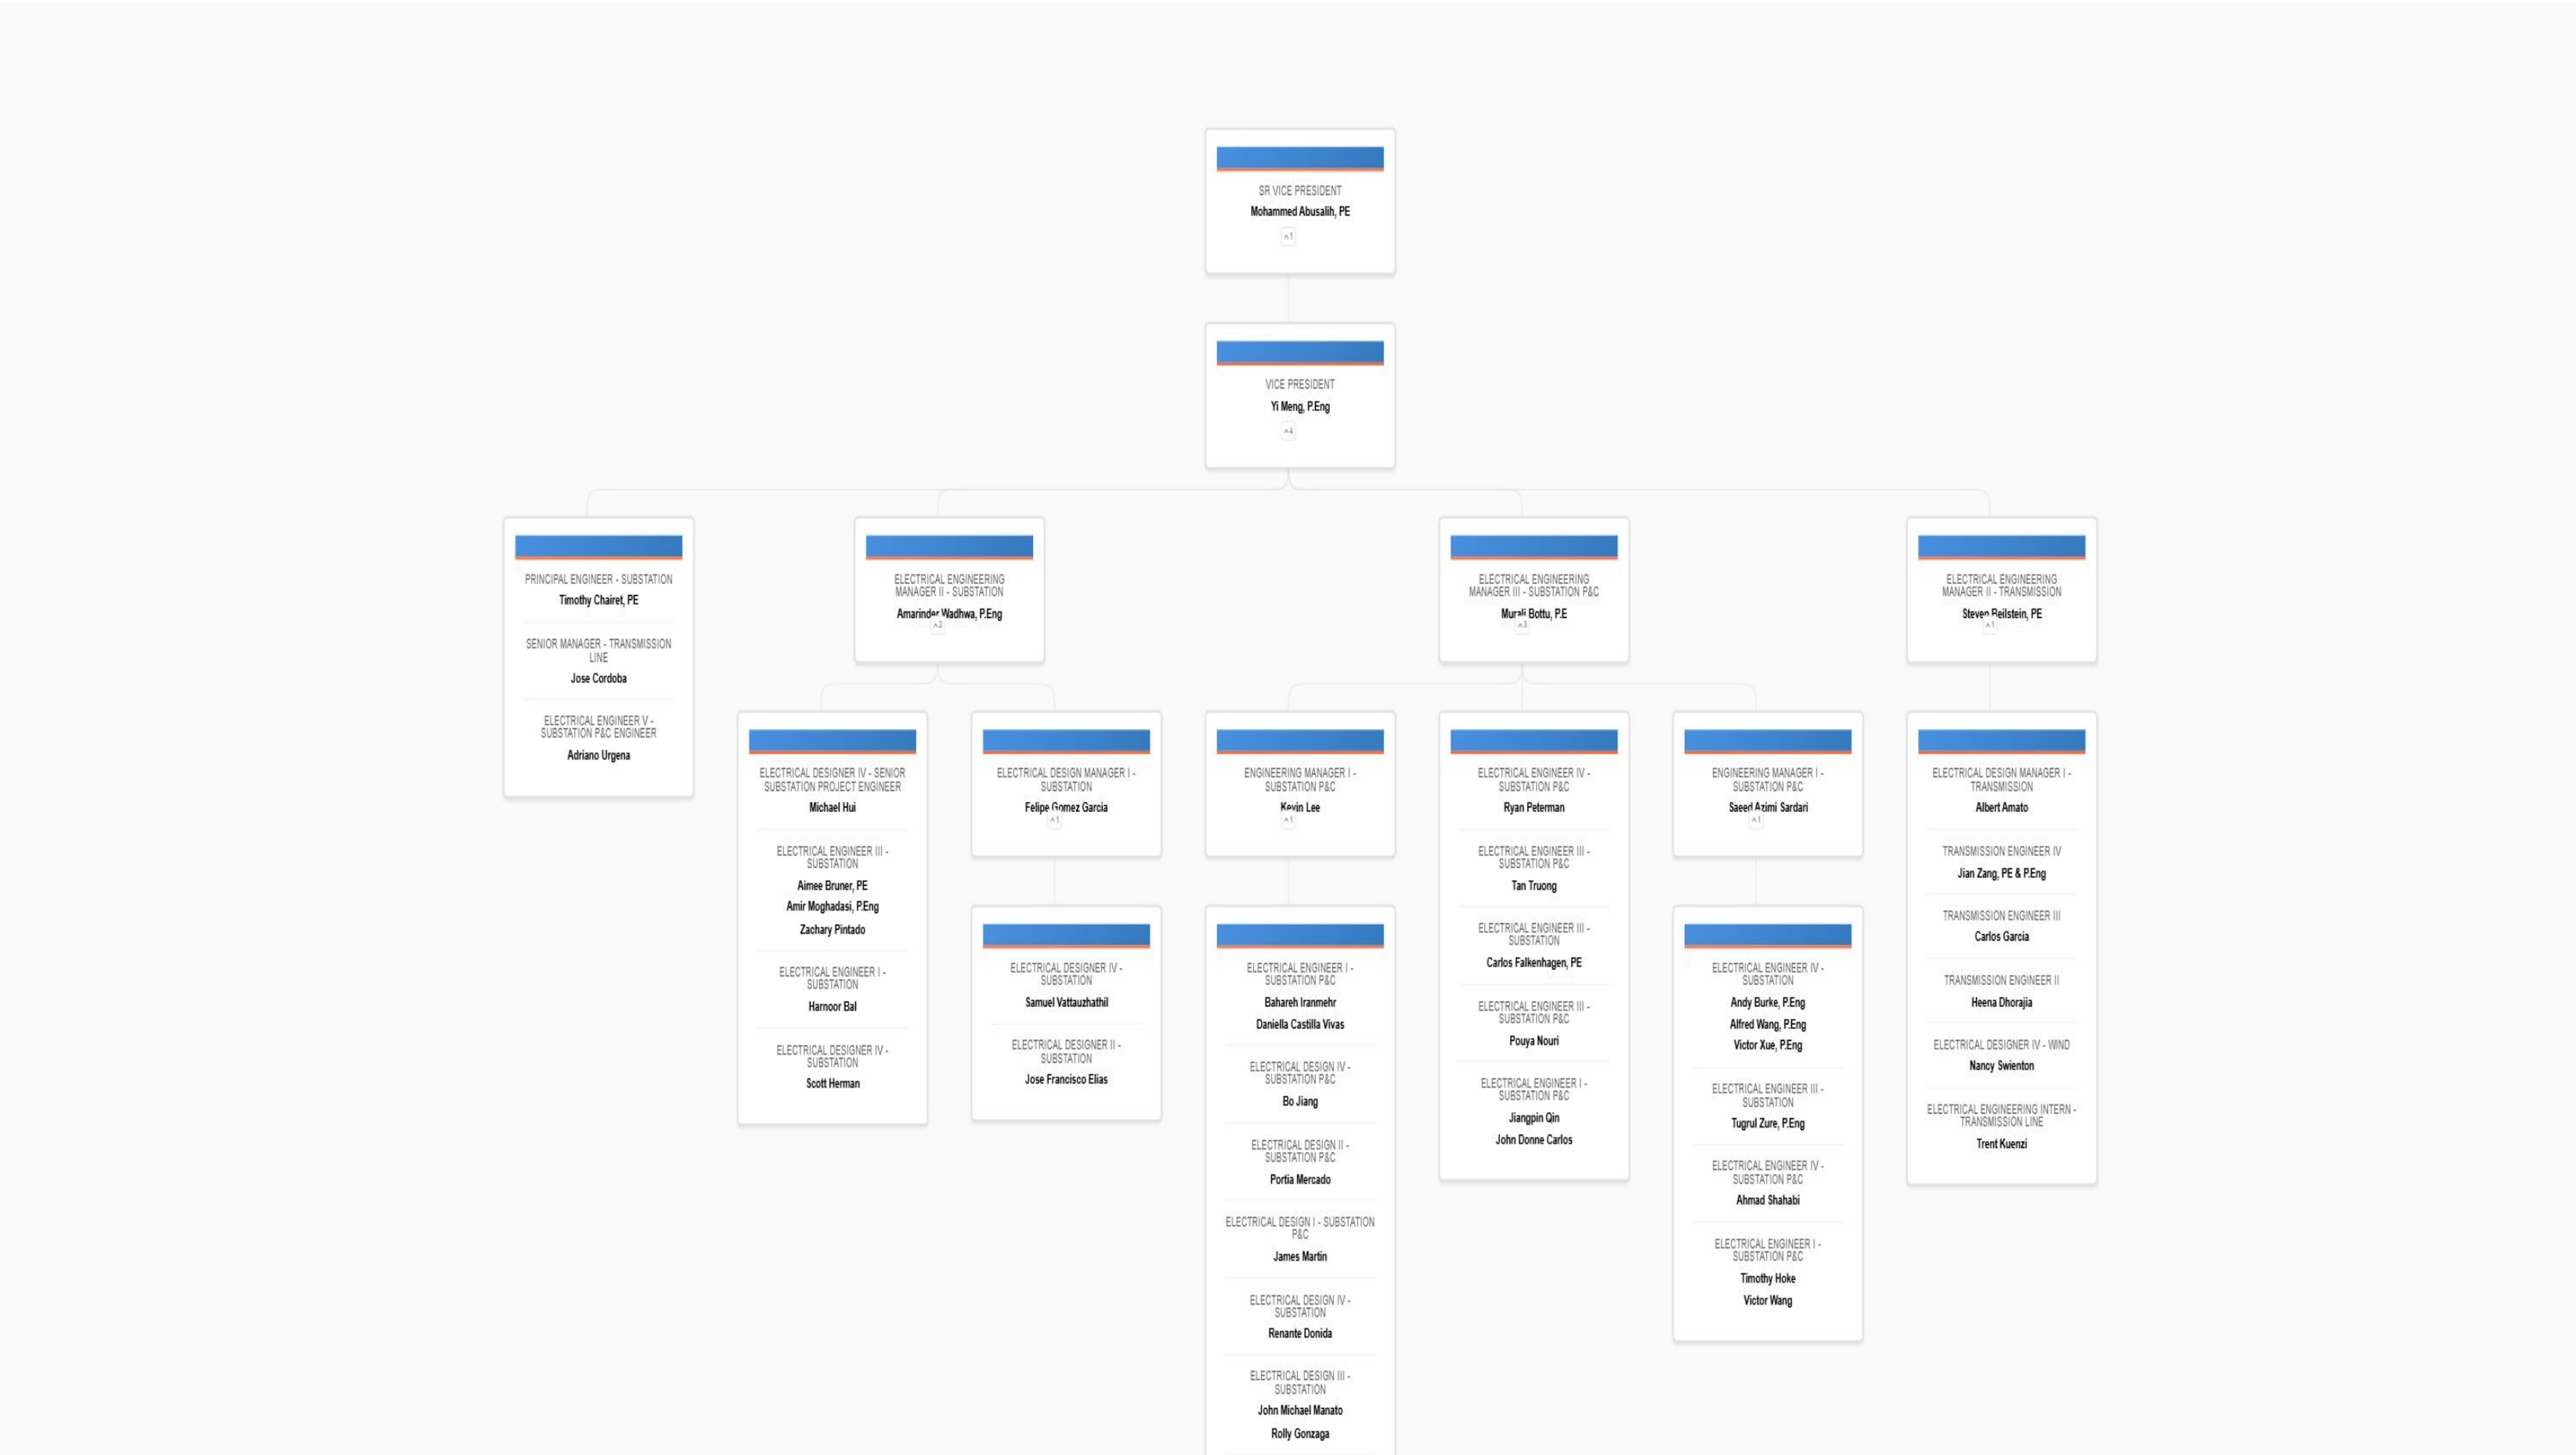 SR VICE PRESIDENT
Mohammed Abusalih, PE
^1
VICE PRESIDENT
Yi Meng, P.Eng
^4
PRINCIPAL ENGINEER - SUBSTATION
Timothy Chairet, PE
SENIOR MANAGER - TRANSMISSION
LINE
Jose Cordoba
ELECTRICAL ENGINEER V -
SUBSTATION P&C ENGINEER
Adriano Urgena
ELECTRICAL ENGINEERING
MANAGER II - SUBSTATION
Amarinder Wadhwa, P.Eng
^2
ELECTRICAL DESIGNER IV - SENIOR
SUBSTATION PROJECT ENGINEER
Michael Hui
ELECTRICAL ENGINEER III -
SUBSTATION
Aimee Bruner, PE
Amir Moghadasi, P.Eng
Zachary Pintado
ELECTRICAL ENGINEER I -
SUBSTATION
Harnoor Bal
ELECTRICAL DESIGNER IV -
SUBSTATION
Scott Herman
ELECTRICAL DESIGN MANAGER I -
SUBSTATION
Felipe Gomez Garcia
^1
ELECTRICAL DESIGNER IV -
SUBSTATION
Samuel Vattauzhathil
ELECTRICAL DESIGNER II -
SUBSTATION
Jose Francisco Elias
ELECTRICAL ENGINEERING
MANAGER III - SUBSTATION P&C
Murali Bottu, P.E
^3
ENGINEERING MANAGER I -
SUBSTATION P&C
Kevin Lee
^1
ELECTRICAL ENGINEER I -
SUBSTATION P&C
Bahareh Iranmehr
Daniella Castilla Vivas
ELECTRICAL DESIGN IV -
SUBSTATION P&C
Bo Jiang
ELECTRICAL DESIGN II -
SUBSTATION P&C
Portia Mercado
ELECTRICAL DESIGN I - SUBSTATION
P&C
James Martin
ELECTRICAL DESIGN IV -
SUBSTATION
Renante Donida
ELECTRICAL DESIGN III -
SUBSTATION
John Michael Manato
Rolly Gonzaga
ELECTRICAL ENGINEER IV -
SUBSTATION P&C
Ryan Peterman
ELECTRICAL ENGINEER III -
SUBSTATION P&C
Tan Truong
ELECTRICAL ENGINEER III -
SUBSTATION
Carlos Falkenhagen, PE
ELECTRICAL ENGINEER III -
SUBSTATION P&C
Pouya Nouri
ELECTRICAL ENGINEER I -
SUBSTATION P&C
Jiangpin Qin
John Donne Carlos
ENGINEERING MANAGER I -
SUBSTATION P&C
Saeed Azimi Sardari
^1
ELECTRICAL ENGINEER IV -
SUBSTATION
Andy Burke, P.Eng
Alfred Wang, P.Eng
Victor Xue, P.Eng
ELECTRICAL ENGINEER III -
SUBSTATION
Tugrul Zure, P.Eng
ELECTRICAL ENGINEER IV -
SUBSTATION P&C
Ahmad Shahabi
ELECTRICAL ENGINEER I -
SUBSTATION P&C
Timothy Hoke
Victor Wang
ELECTRICAL ENGINEERING
MANAGER II - TRANSMISSION
Steven Beilstein, PE
^1
ELECTRICAL DESIGN MANAGER I -
TRANSMISSION
Albert Amato
TRANSMISSION ENGINEER IV
Jian Zang, PE & P.Eng
TRANSMISSION ENGINEER III
Carlos Garcia
TRANSMISSION ENGINEER II
Heena Dhorajia
ELECTRICAL DESIGNER IV - WIND
Nancy Swienton
ELECTRICAL ENGINEERING INTERN -
TRANSMISSION LINE
Trent Kuenzi